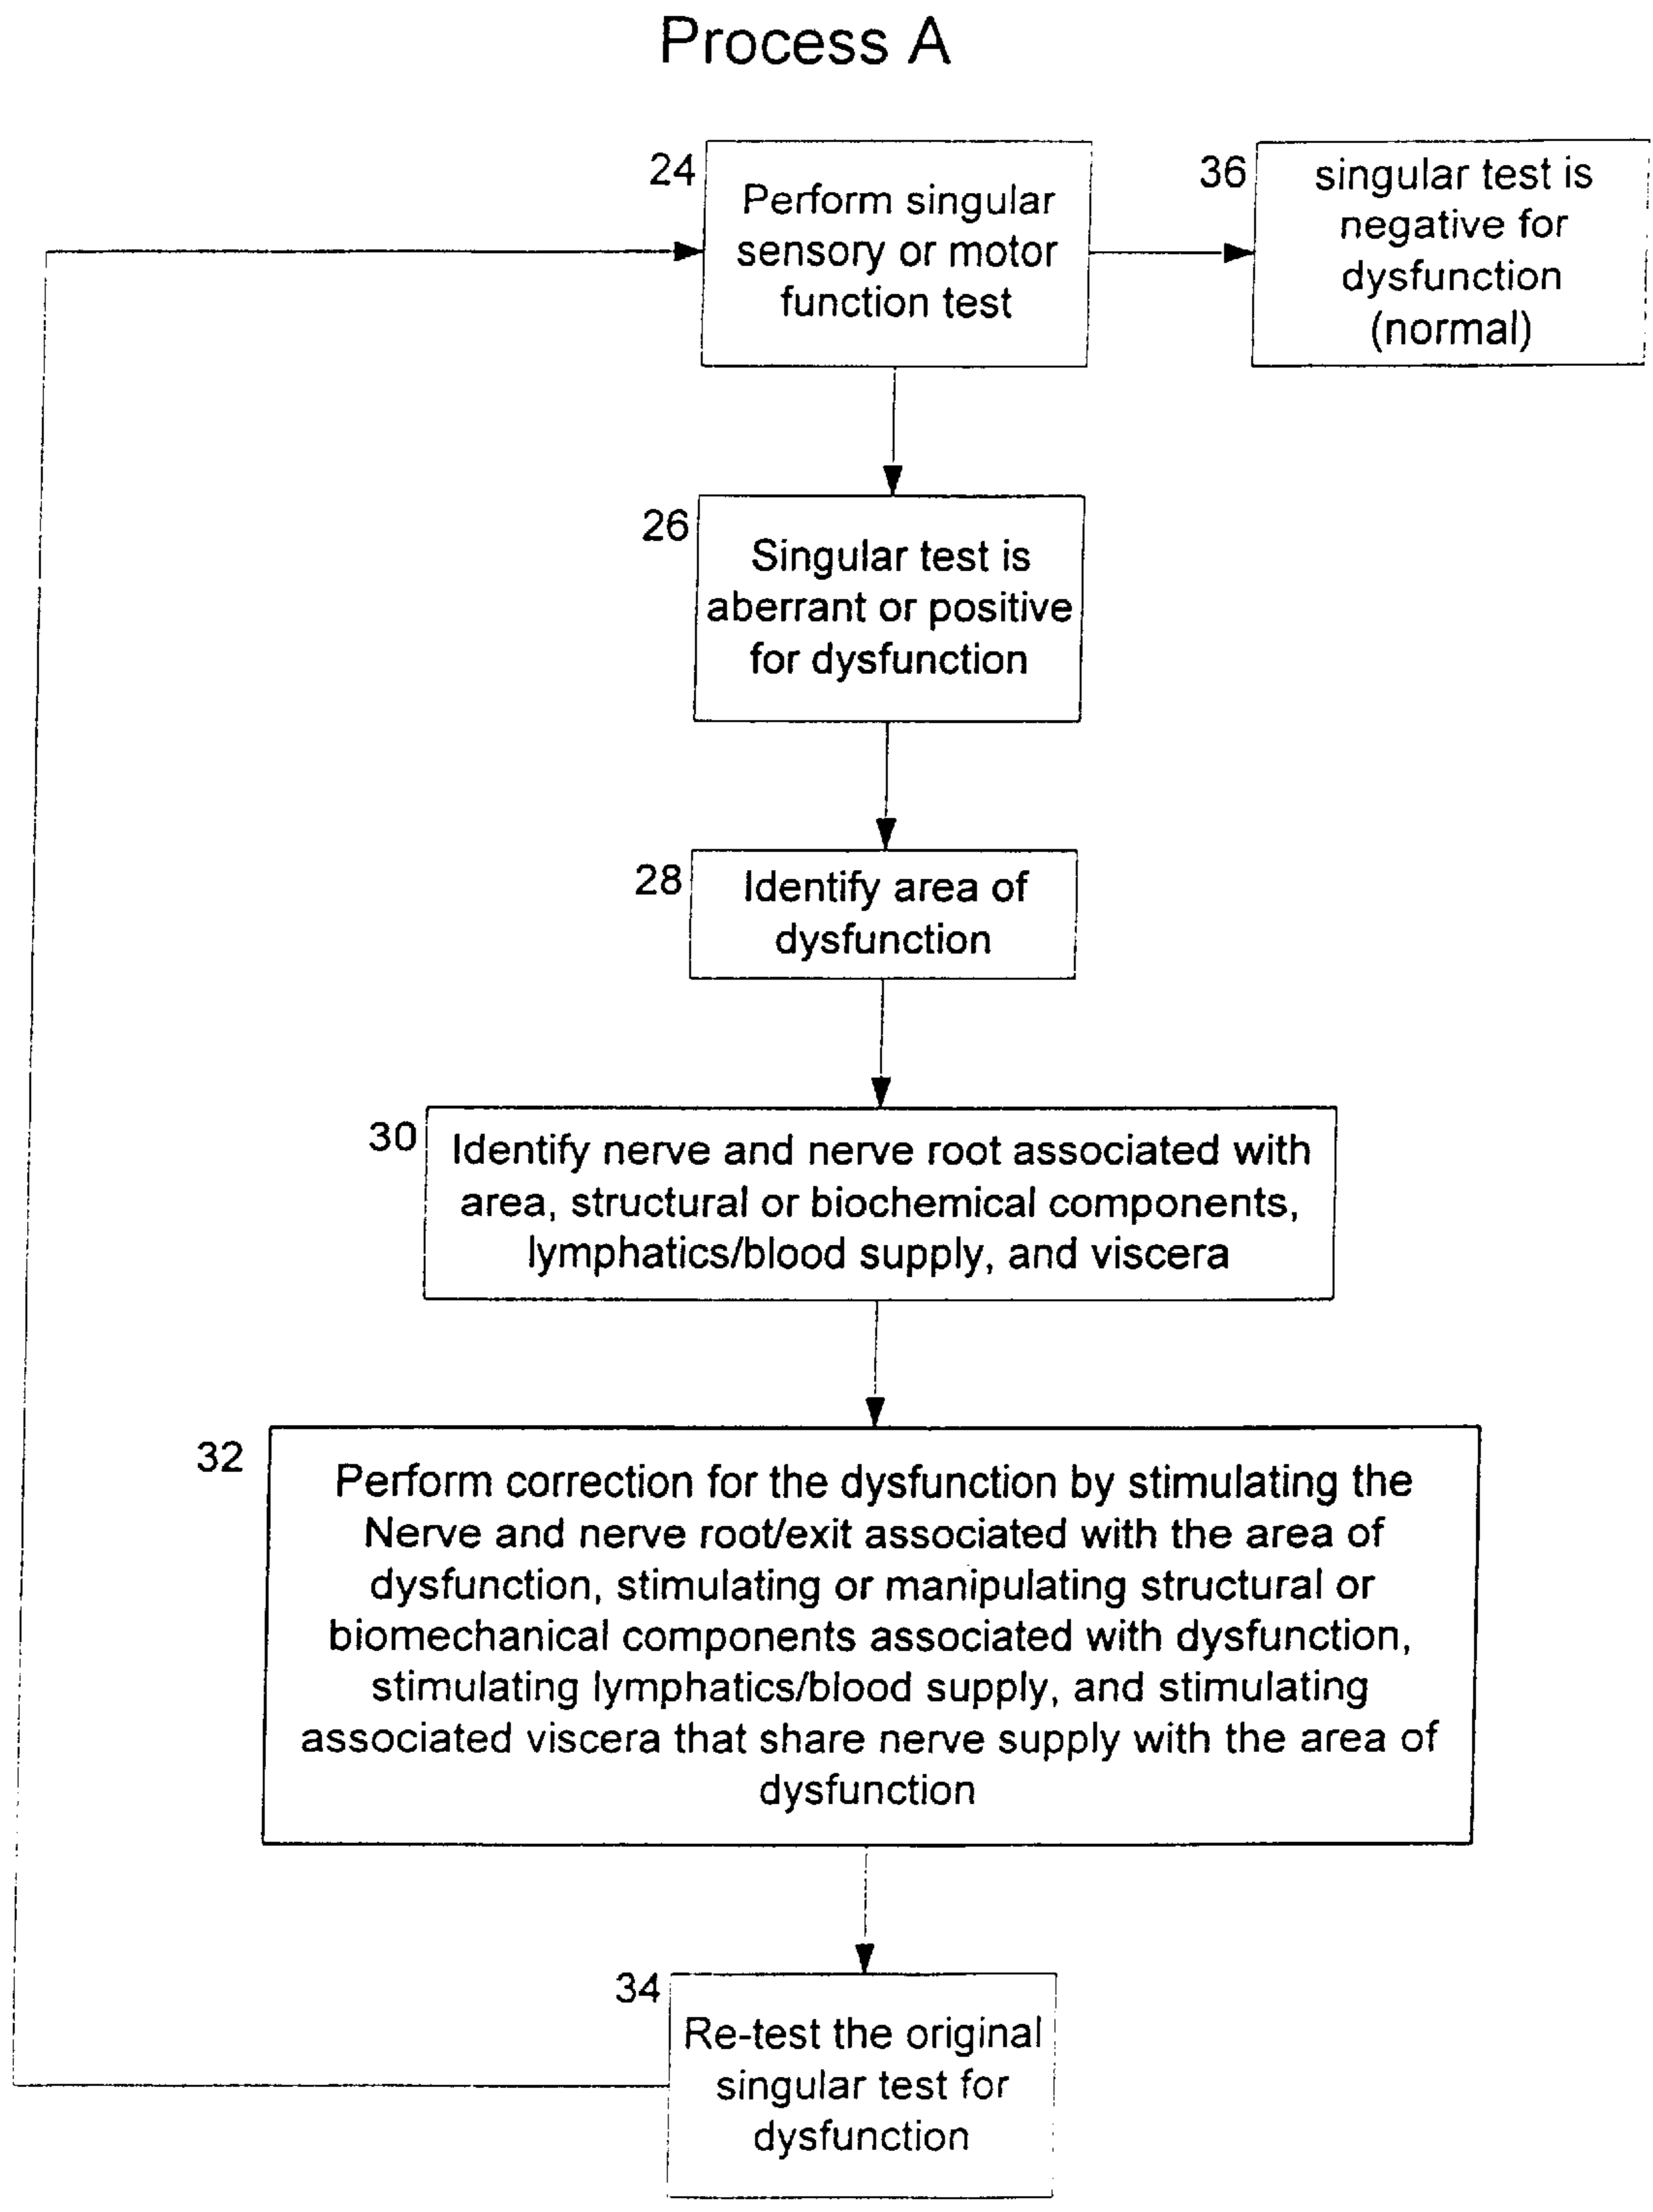 Process A
24
Perform singular
sensory or motor
function test
36
singular test is
negative for
dysfunction
(normal)
26
Singular test is
aberrant or positive
for dysfunction
28
Identify area of
dysfunction
30
Identify nerve and nerve root associated with
area, structural or biochemical components,
lymphatics/blood supply, and viscera
32
Perform correction for the dysfunction by stimulating the
Nerve and nerve root/exit associated with the area of
dysfunction, stimulating or manipulating structural or
biomechanical components associated with dysfunction,
stimulating lymphatics/blood supply, and stimulating
associated viscera that share nerve supply with the area of
dysfunction
34
Re-test the original
singular test for
dysfunction